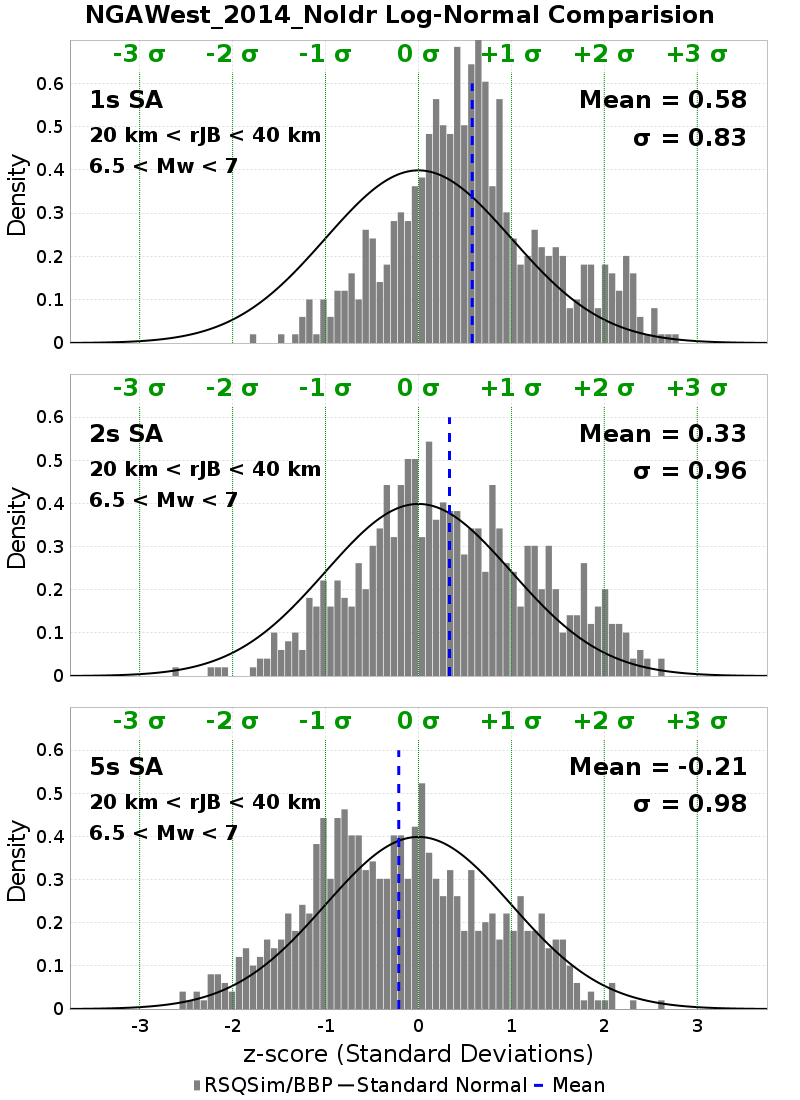 NGAWest_2014_NoIdr Log-Normal Comparision
-3 σ -2 σ -1 σ 0 σ +1 σ +2 σ +3 σ
0.6
1s SA Mean = 0.58
0.5
20 km < rJB < 40 km σ = 0.83
6.5 < Mw < 7
0.4
0.3
0.2
0.1
0
Density
-3 σ -2 σ -1 σ 0 σ +1 σ +2 σ +3 σ
0.6
2s SA Mean = 0.33
0.5
20 km < rJB < 40 km σ = 0.96
6.5 < Mw < 7
0.4
0.3
0.2
0.1
0
Density
-3 σ -2 σ -1 σ 0 σ +1 σ +2 σ +3 σ
0.6
5s SA Mean = -0.21
0.5
20 km < rJB < 40 km σ = 0.98
6.5 < Mw < 7
0.4
0.3
0.2
0.1
0
Density
-3 -2 -1 0 1 2 3
z-score (Standard Deviations)
RSQSim/BBP Standard Normal Mean